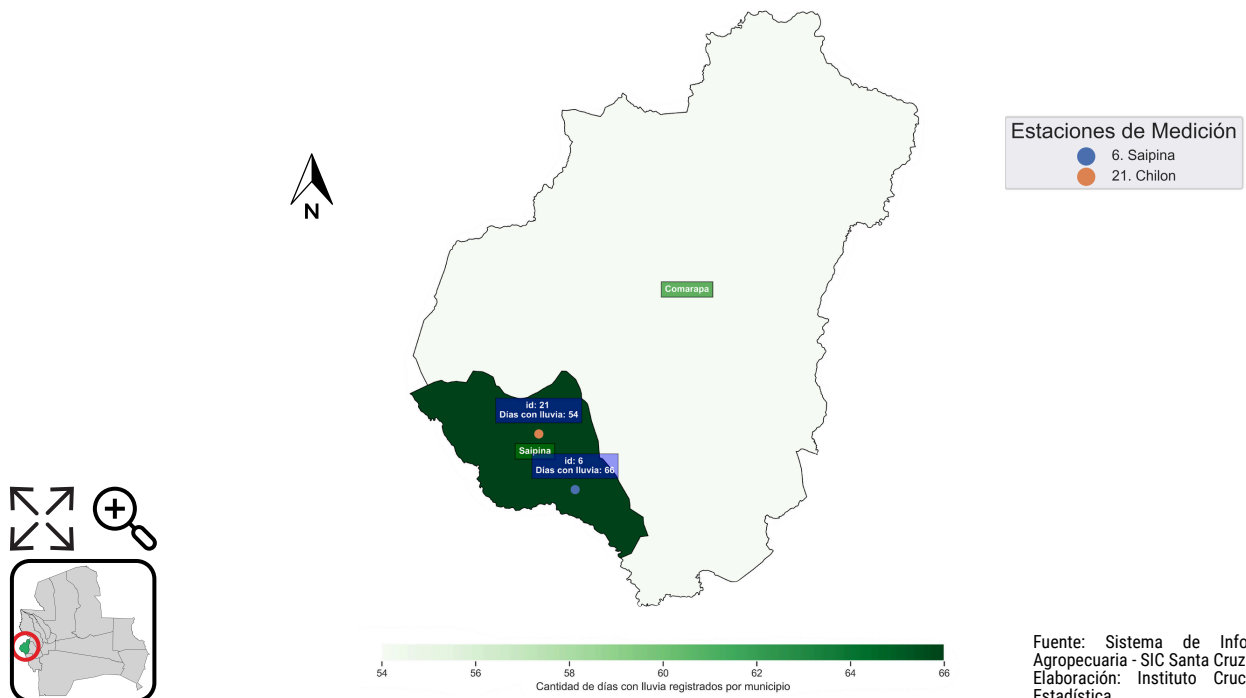 Estaciones de Medición
6. Saipina
21. Chilon
N
Comarapa
id: 21
Días con lluvia: 54
Saipina
id: 6
Días con lluvia: 66
54 56 58 60 62 64 66
Cantidad de días con lluvia registrados por municipio
Fuente: Sistema de Info
Agropecuaria - SIC Santa Cruz
Elaboración: Instituto Cruc
Estadística